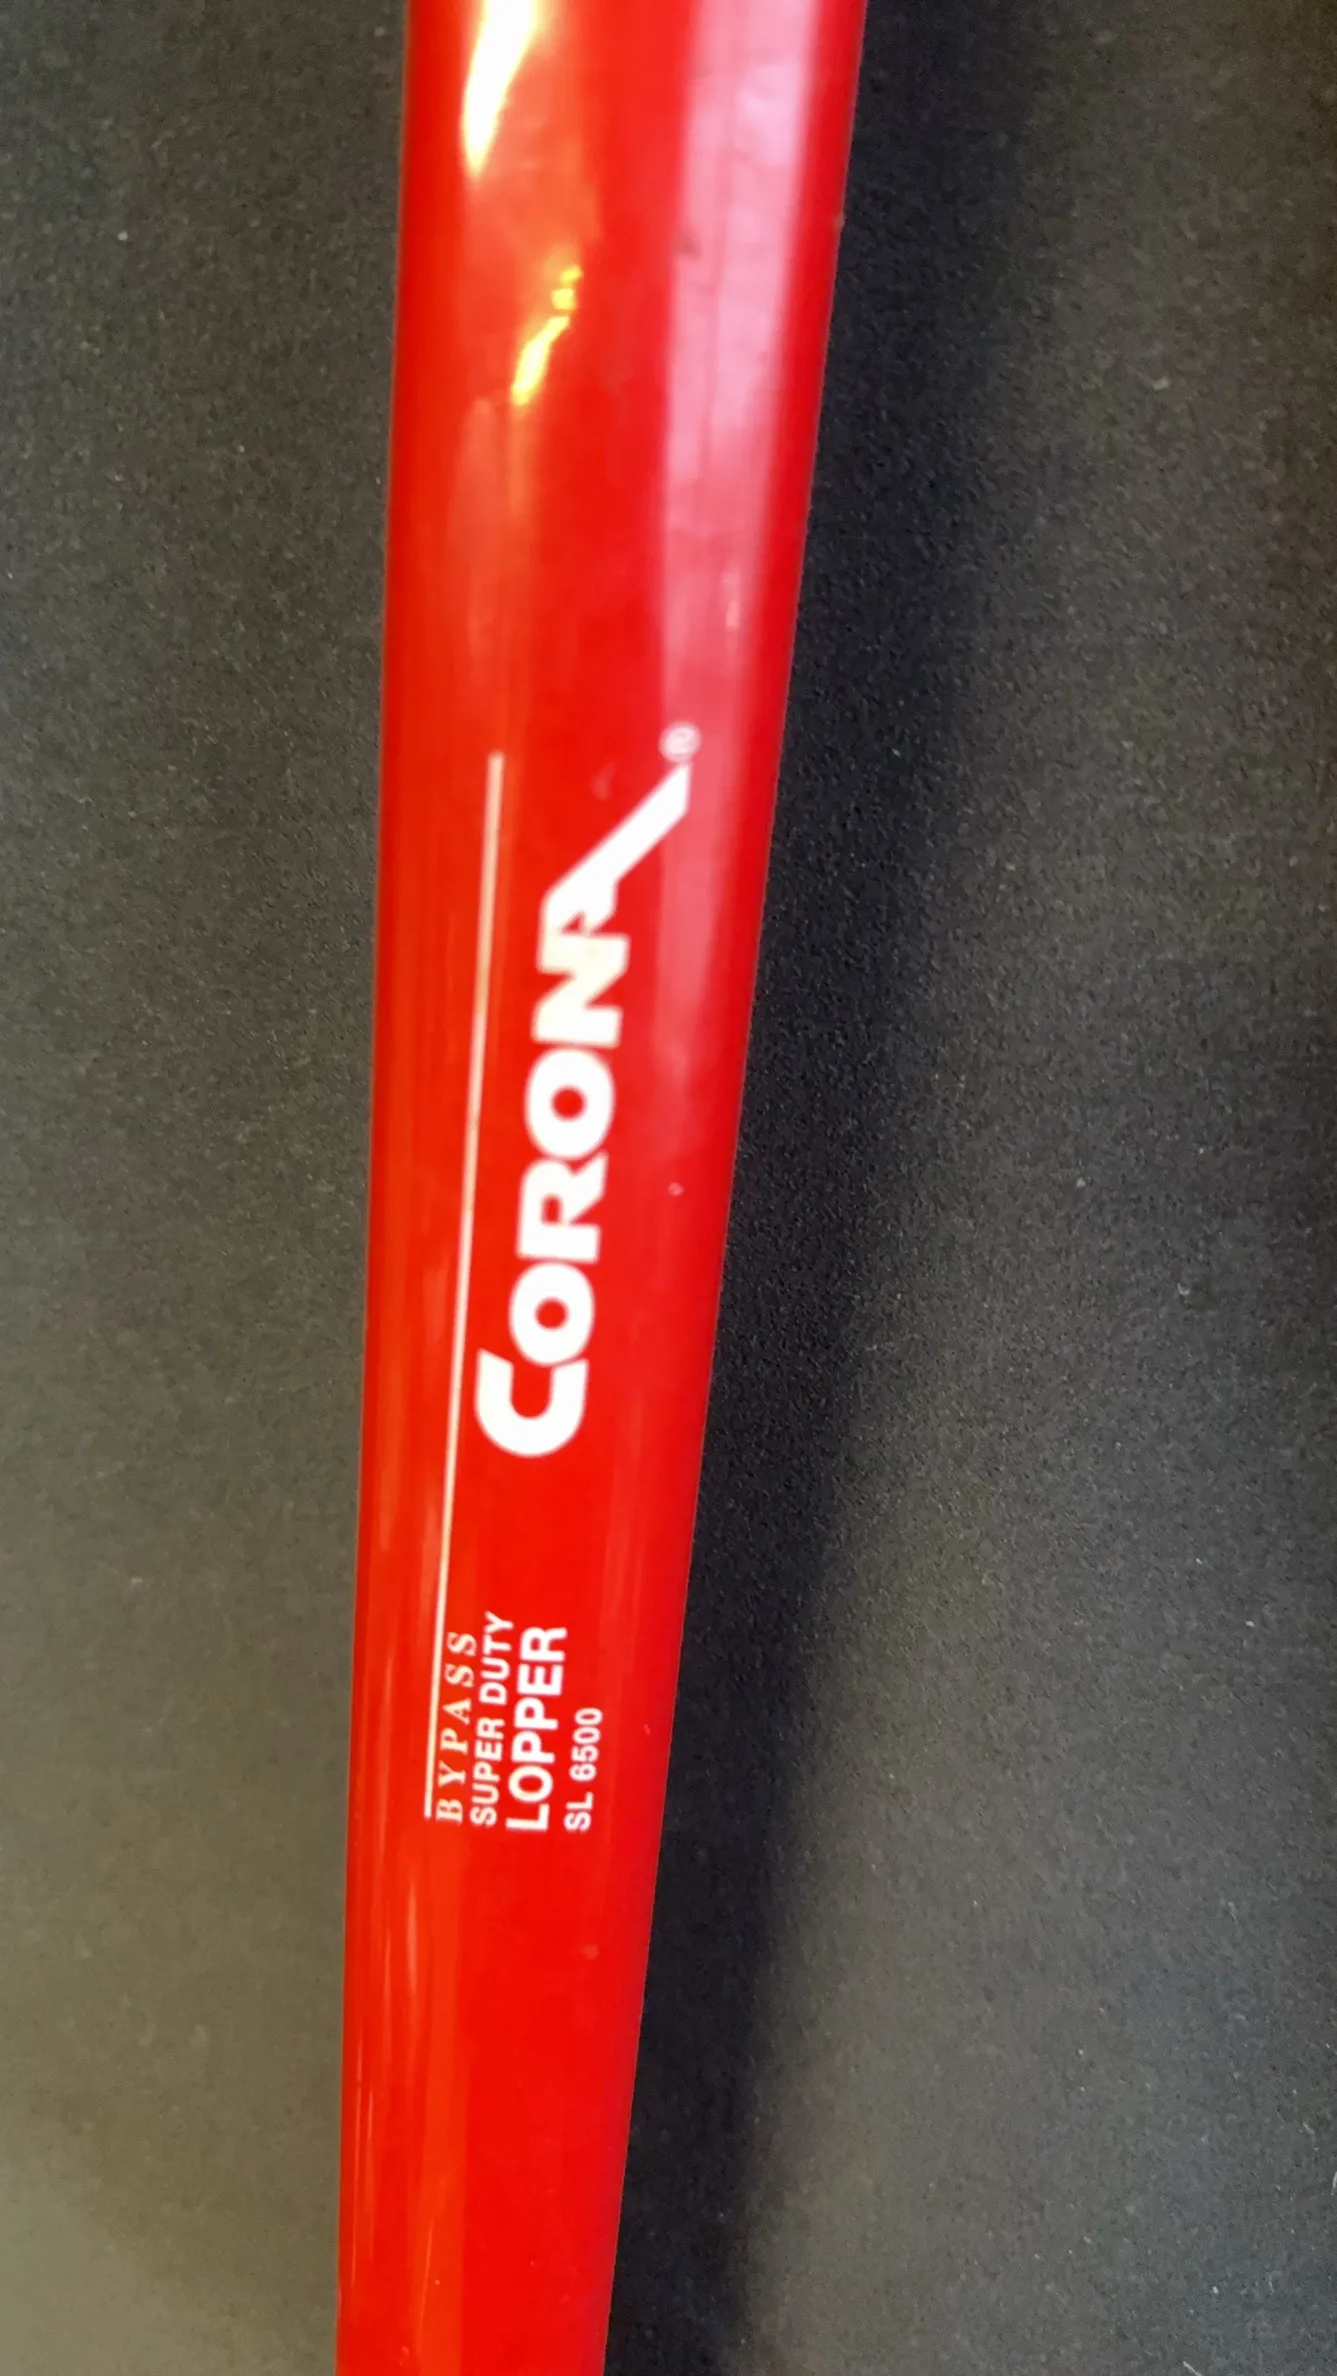 BYPASS
SUPER DUTY
LOPPER
SL 6500
CORONA®